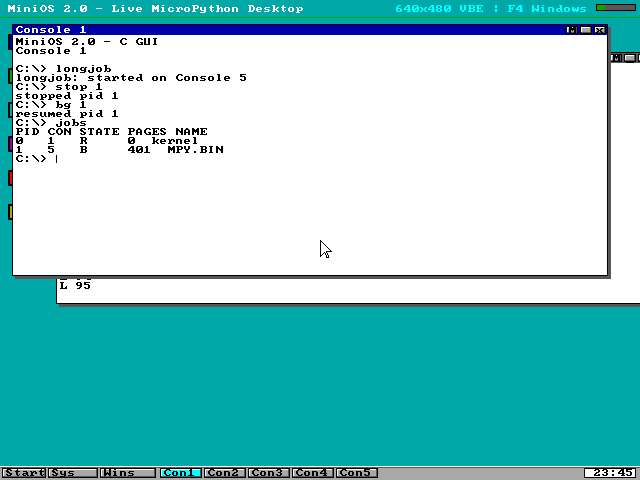 MiniOS 2.0 - Live MicroPython Desktop
640x480 VBE | F4 Windows
Console 1
M
M
MiniOS 2.0 - C GUI
Console 1
C:\> longjob
longjob: started on Console 5
C:\> stop 1
stopped pid 1
C:\> bg 1
resumed pid 1
C:\> jobs
PID CON STATE PAGES NAME
0 1 R 0 kernel
1 5 B 401 MPY.BIN
C:\>
L 95
Start Sys Wins Con1 Con2 Con3 Con4 Con5 23:45